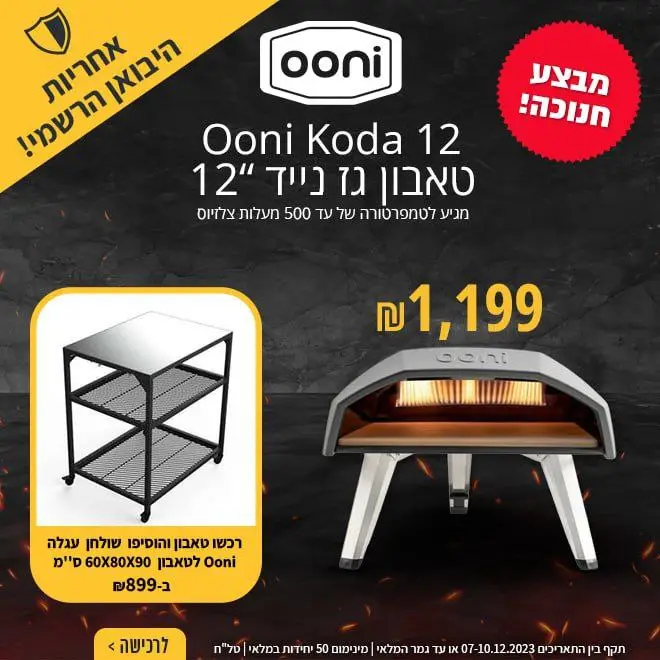 אחריות
היבואן הרשמי!
ooni
מבצע
חנוכה!
Ooni Koda 12
טאבון גז נייד “12
מגיע לטמפרטורה של עד 500 מעלות צלזיוס
₪1,199
ooni
רכשו טאבון והוסיפו שולחן עגלה
לטאבון Ooni 60X80X90 ס''מ
ב-₪899
לרכישה >
תקף בין התאריכים 07-10.12.2023 או עד גמר המלאי | מינימום 50 יחידות במלאי | טל"ח